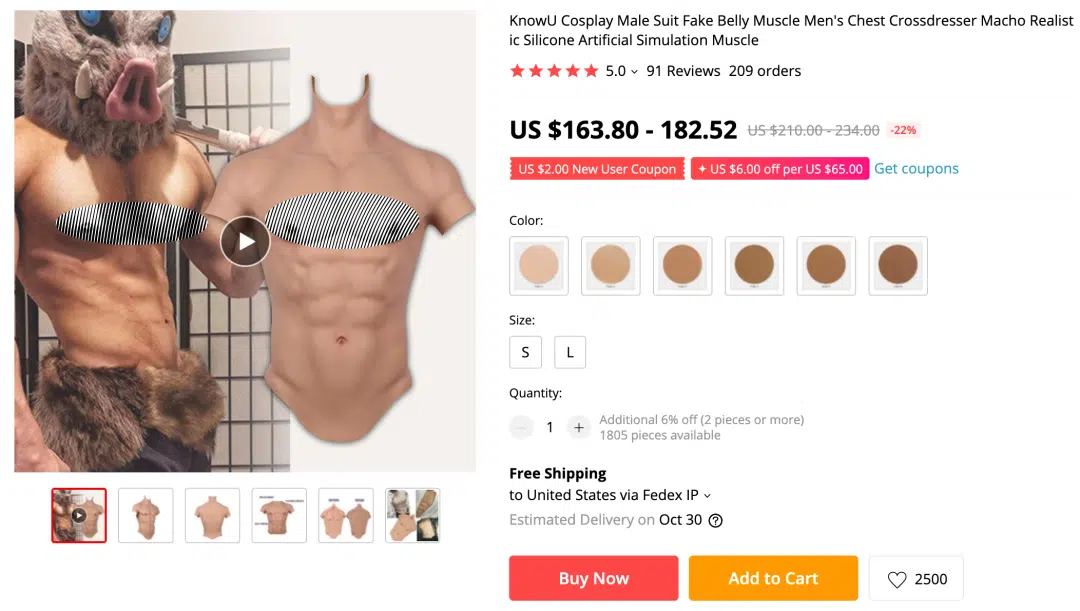 KnowU Cosplay Male Suit Fake Belly Muscle Men's Chest Crossdresser Macho Realist
ic Silicone Artificial Simulation Muscle
5.0 91 Reviews 209 orders
US $163.80 - 182.52 US $210.00 - 234.00 -22%
US $2.00 New User Coupon ✦ US $6.00 off per US $65.00 Get coupons
Color:
Size:
S L
Quantity:
1 + Additional 6% off (2 pieces or more)
1805 pieces available
Free Shipping
to United States via Fedex IP
Estimated Delivery on Oct 30
Buy Now Add to Cart 2500